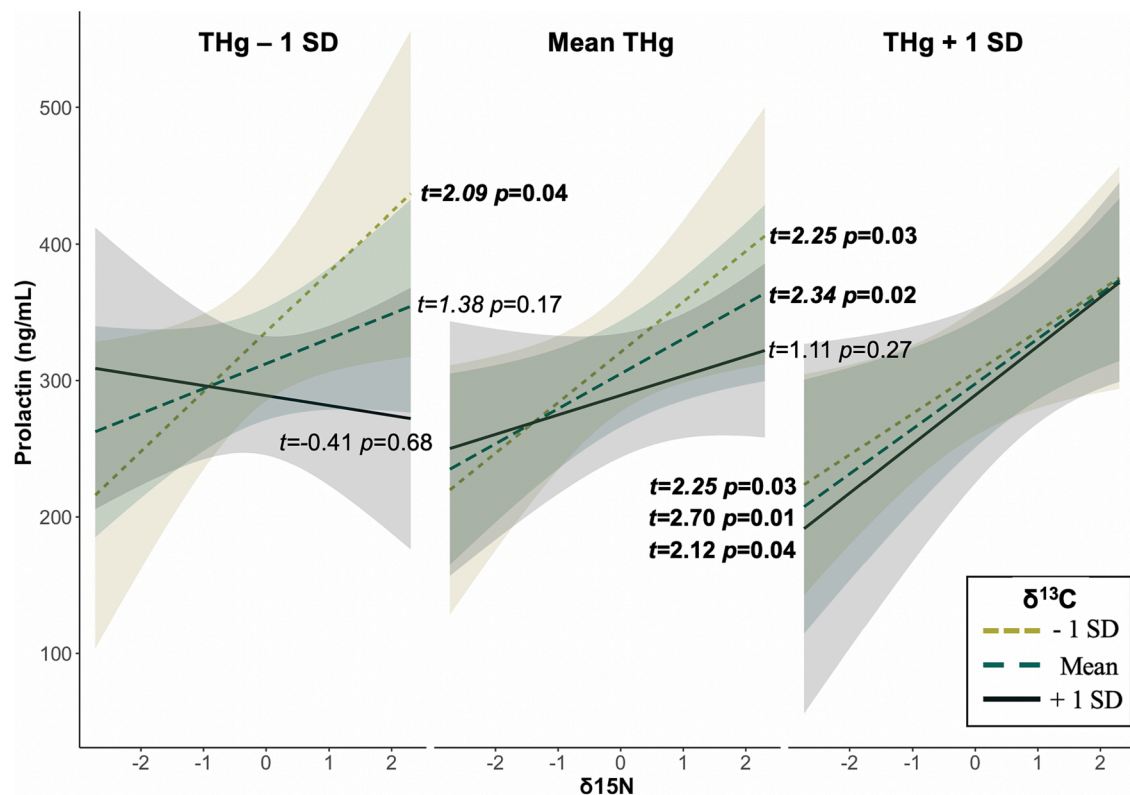 THg – 1 SD
Mean THg
THg + 1 SD
Prolactin (ng/mL)
500
400
300
200
100
t=2.09 p=0.04
t=1.38 p=0.17
t=-0.41 p=0.68
t=2.25 p=0.03
t=2.34 p=0.02
t=1.11 p=0.27
t=2.25 p=0.03
t=2.70 p=0.01
t=2.12 p=0.04
δ¹³C
- 1 SD
Mean
+ 1 SD
-2 -1 0 1 2
-2 -1 0 1 2
-2 -1 0 1 2
δ15N